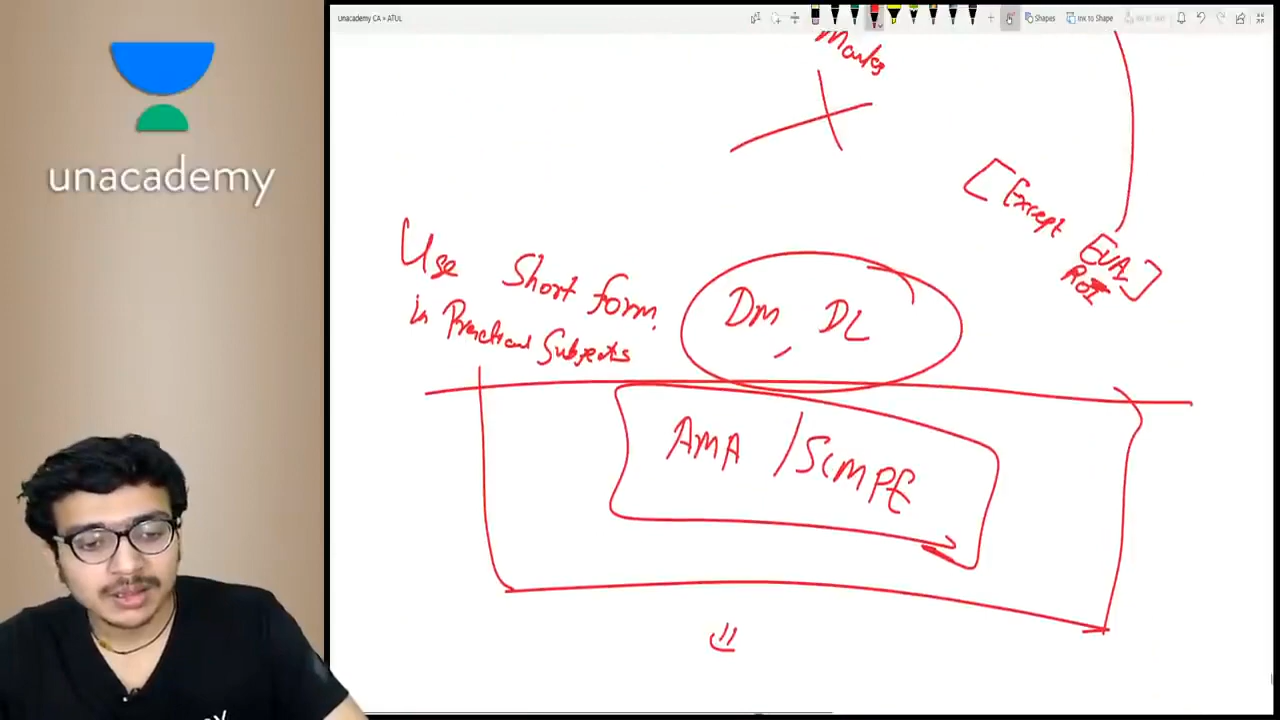 unacademy CA > ATUL
Shapes
Ink to Shape
unacademy
Marks
[Except EVA]
ROI
Use Short form
in Practical Subjects
Dm, DL
AMA / SCMPE